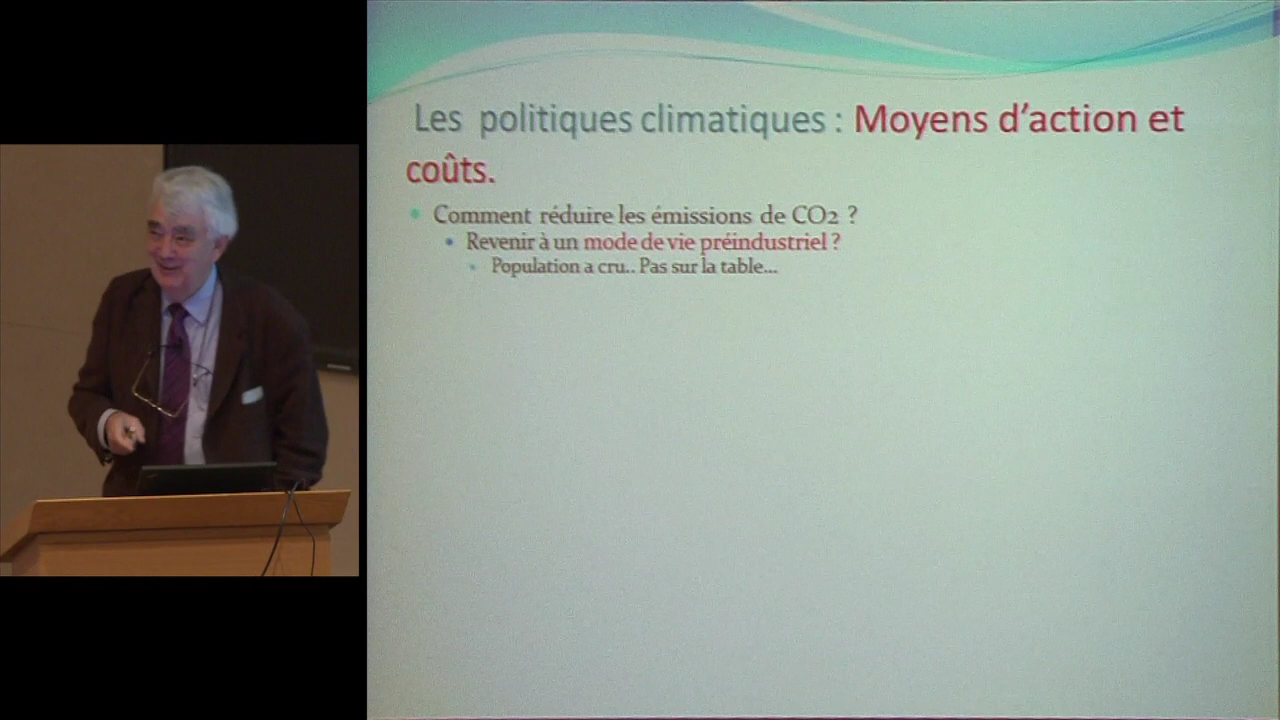 Les politiques climatiques : Moyens d'action et
coûts.
Comment réduire les émissions de CO2 ?
Revenir à un mode de vie préindustriel ?
Population a cru.. Pas sur la table...